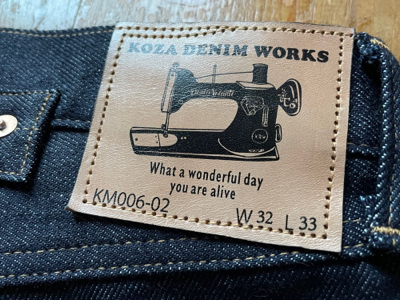 KOZA DENIM WORKS
What a wonderful day
you are alive
KM006-02 W 32 L 33